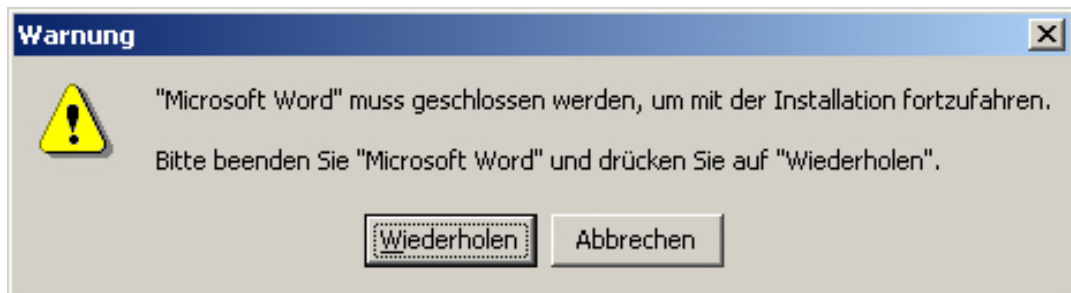 Warnung
"Microsoft Word" muss geschlossen werden, um mit der Installation fortzufahren.
Bitte beenden Sie "Microsoft Word" und drücken Sie auf "Wiederholen".
Wiederholen Abbrechen